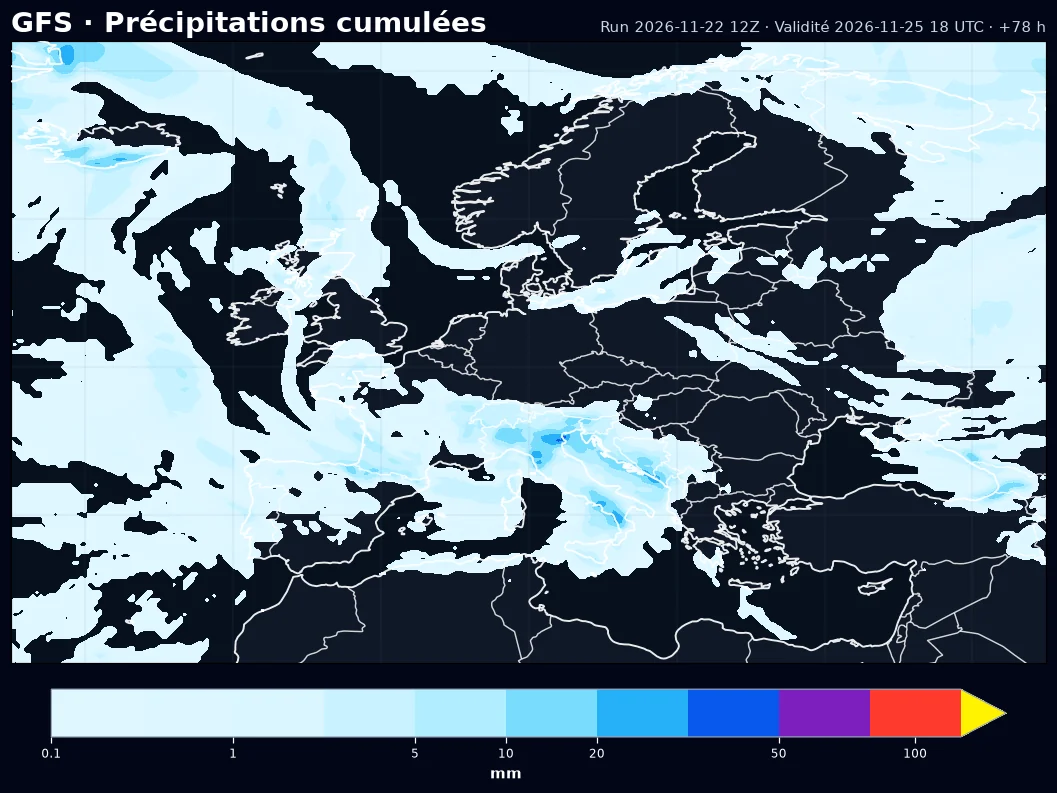 GFS · Précipitations cumulées
Run 2026-11-22 12Z · Validité 2026-11-25 18 UTC · +78 h
0.1 1 5 10 20 50 100
mm